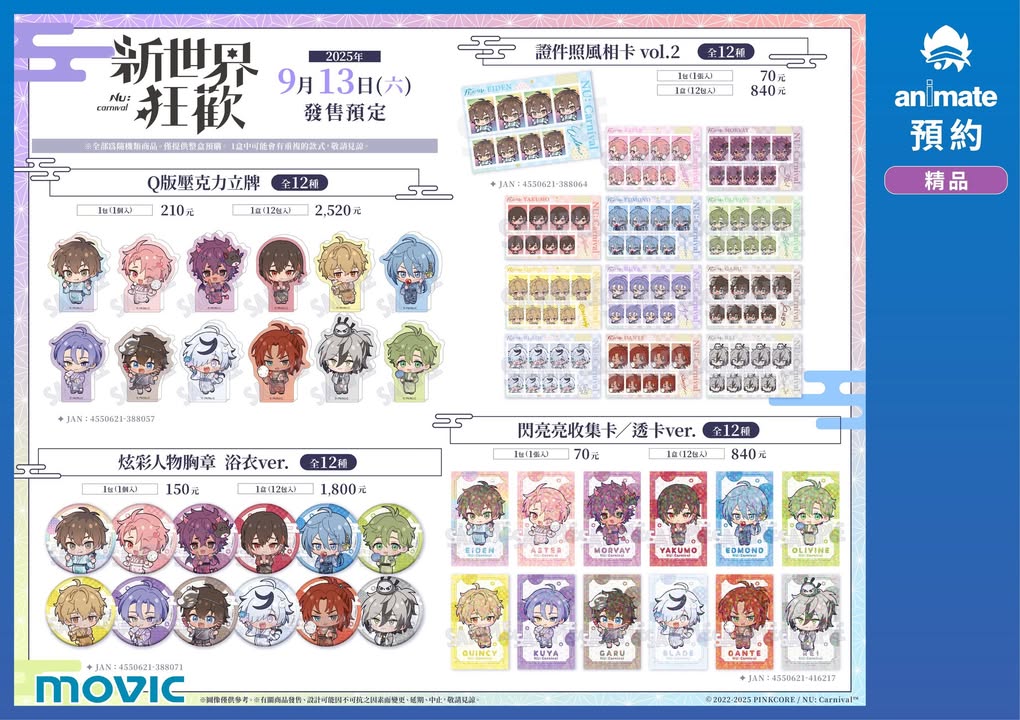 新世界
狂歡
NU:
carnival
2025年
9月13日(六)
發售預定
※全部為隨機類商品。僅提供整盒預購。1盒中可能會有重複的款式。敬請見諒。
Q版壓克力立牌 全12種
1包(1個入) 210元 1盒(12包入) 2,520元
SAMPLE
✦ JAN：4550621-388057
炫彩人物胸章 浴衣ver. 全12種
1包(1個入) 150元 1盒(12包入) 1,800元
✦ JAN：4550621-388071
證件照風相卡 vol.2 全12種
1包(1張入) 70元
1盒(12包入) 840元
EIDEN
NU: Carnival
✦ JAN：4550621-388064
MORVAY
YAKUMO
EDMOND
OLIVINE
GARU
BLADE
DANTE
閃亮亮收集卡／透卡ver. 全12種
1包(1張入) 70元 1盒(12包入) 840元
EIDEN ASTER MORVAY YAKUMO EDMOND OLIVINE
QUINCY KUYA GARU BLADE DANTE REI
✦ JAN：4550621-416217
movic
※圖像僅供參考。※有關商品發售、設計可能因不可抗之因素而變更、延期、中止，敬請見諒。
©2022-2025 PINKCORE / NU: Carnival™
animate
預約
精品